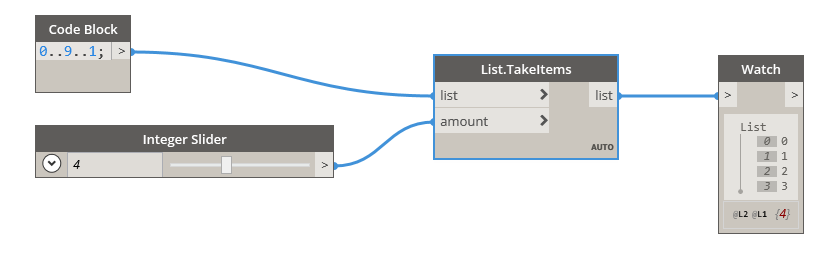 Code Block
0..9..1; >
Integer Slider
4 >
List.TakeItems
list > list
amount >
AUTO
Watch
> >
List
0 0
1 1
2 2
3 3
@L2 @L1 {4}